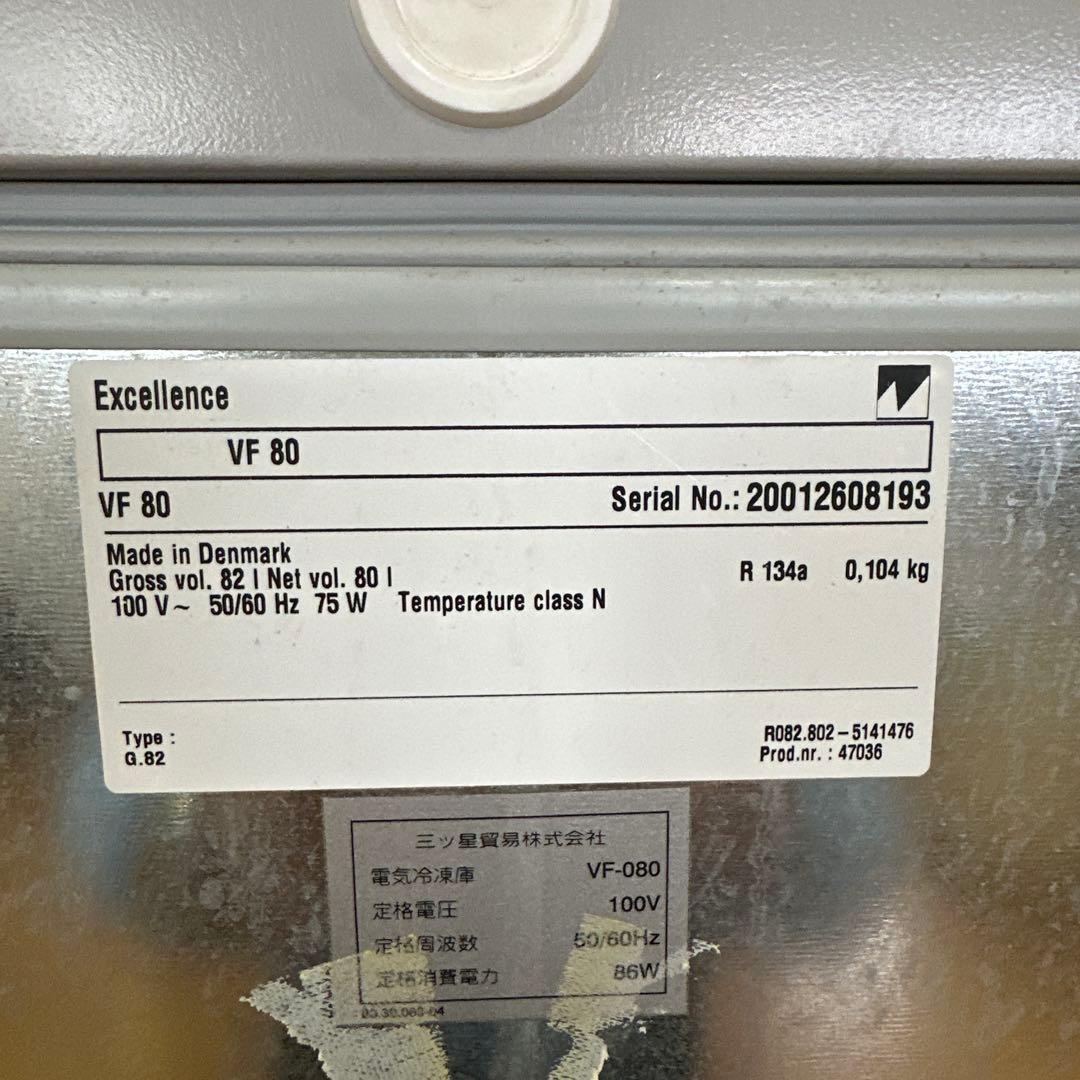 Excellence
VF 80
VF 80 Serial No.: 20012608193
Made in Denmark
Gross vol. 82 l Net vol. 80 l R 134a 0,104 kg
100 V~ 50/60 Hz 75 W Temperature class N
Type : R082.802-5141476
G.82 Prod.nr. : 47036
三ッ星貿易株式会社
電気冷凍庫 VF-080
定格電圧 100V
定格周波数 50/60Hz
定格消費電力 86W